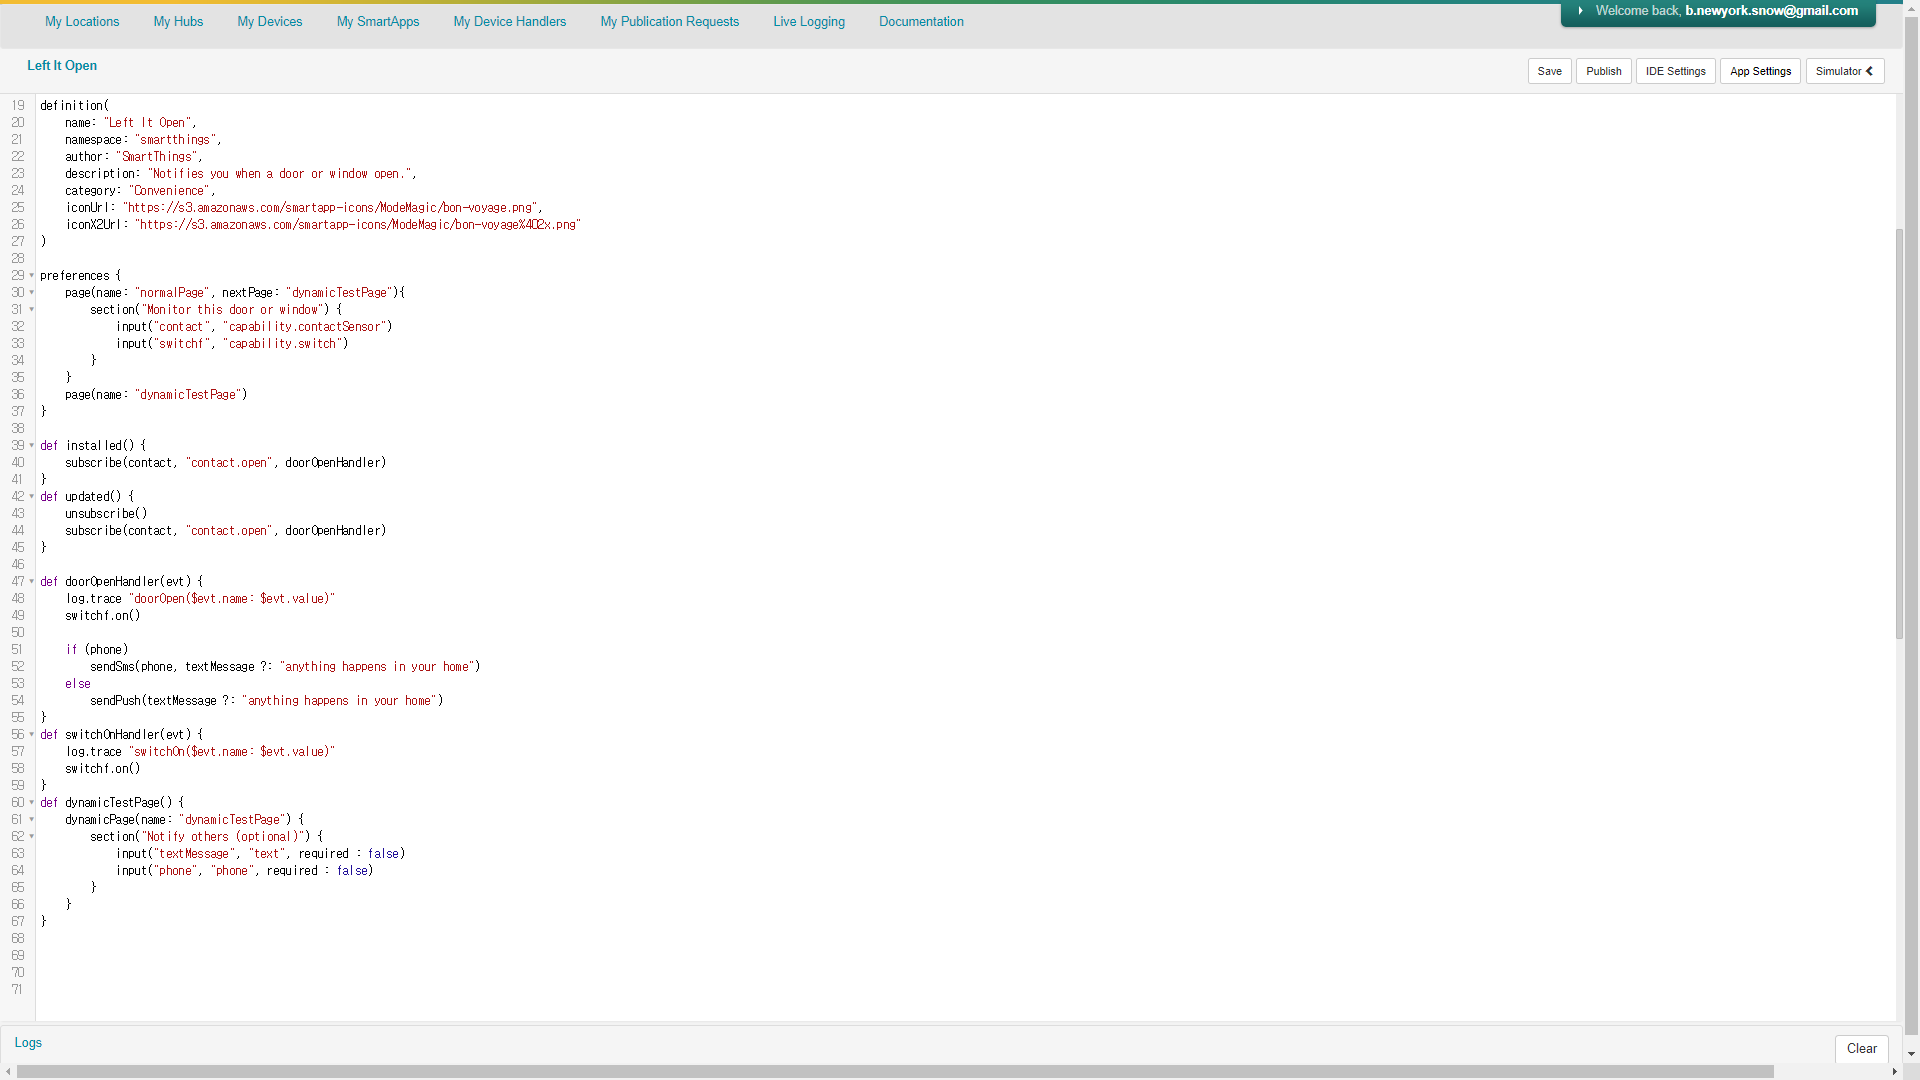 My Locations My Hubs My Devices My SmartApps My Device Handlers My Publication Requests Live Logging Documentation Welcome back, b.newyork.snow@gmail.com
Left It Open Save Publish IDE Settings App Settings Simulator
19 definition(
20 name: "Left It Open",
21 namespace: "smartthings",
22 author: "SmartThings",
23 description: "Notifies you when a door or window open.",
24 category: "Convenience",
25 iconUrl: "https://s3.amazonaws.com/smartapp-icons/ModeMagic/bon-voyage.png",
26 iconX2Url: "https://s3.amazonaws.com/smartapp-icons/ModeMagic/bon-voyage%402x.png"
27 )
28
29 preferences {
30 page(name: "normalPage", nextPage: "dynamicTestPage"){
31 section("Monitor this door or window") {
32 input("contact", "capability.contactSensor")
33 input("switchf", "capability.switch")
34 }
35 }
36 page(name: "dynamicTestPage")
37 }
38
39 def installed() {
40 subscribe(contact, "contact.open", doorOpenHandler)
41 }
42 def updated() {
43 unsubscribe()
44 subscribe(contact, "contact.open", doorOpenHandler)
45 }
46
47 def doorOpenHandler(evt) {
48 log.trace "doorOpen($evt.name: $evt.value)"
49 switchf.on()
50
51 if (phone)
52 sendSms(phone, textMessage ?: "anything happens in your home")
53 else
54 sendPush(textMessage ?: "anything happens in your home")
55 }
56 def switchOnHandler(evt) {
57 log.trace "switchOn($evt.name: $evt.value)"
58 switchf.on()
59 }
60 def dynamicTestPage() {
61 dynamicPage(name: "dynamicTestPage") {
62 section("Notify others (optional)") {
63 input("textMessage", "text", required : false)
64 input("phone", "phone", required : false)
65 }
66 }
67 }
68
69
70
71
Logs Clear